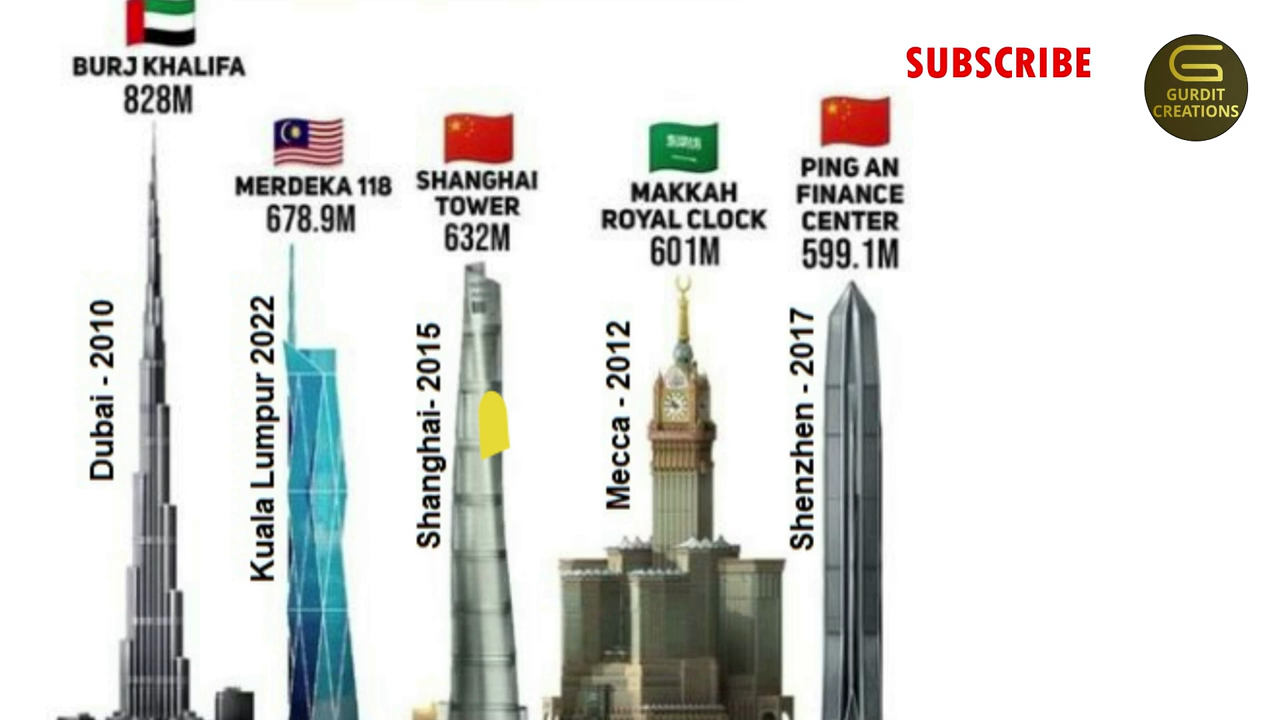 BURJ KHALIFA
828M
Dubai - 2010
MERDEKA 118
678.9M
Kuala Lumpur 2022
SHANGHAI
TOWER
632M
Shanghai- 2015
MAKKAH
ROYAL CLOCK
601M
Mecca - 2012
PING AN
FINANCE
CENTER
599.1M
Shenzhen - 2017
SUBSCRIBE
GURDIT
CREATIONS